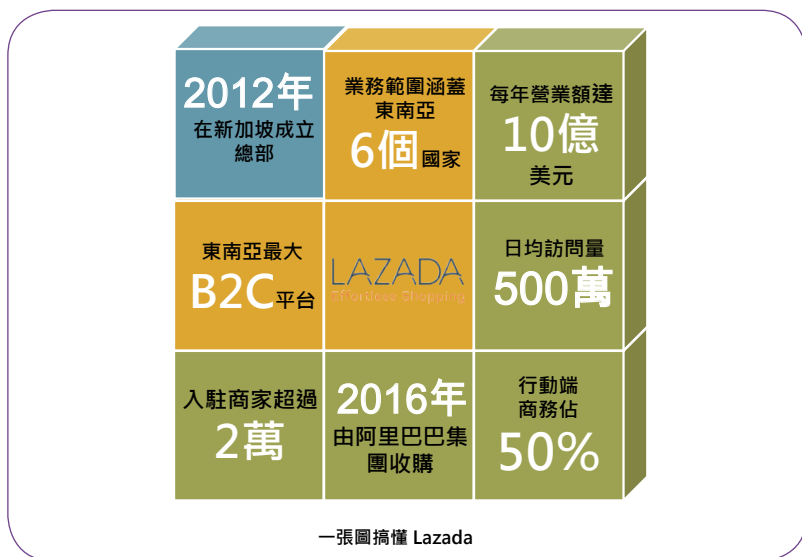 2012年
在新加坡成立
總部
業務範圍涵蓋
東南亞
6個國家
每年營業額達
10億
美元
東南亞最大
B2C平台
LAZADA
Effortless Shopping
日均訪問量
500萬
入駐商家超過
2萬
2016年
由阿里巴巴集
團收購
行動端
商務佔
50%
一張圖搞懂 Lazada